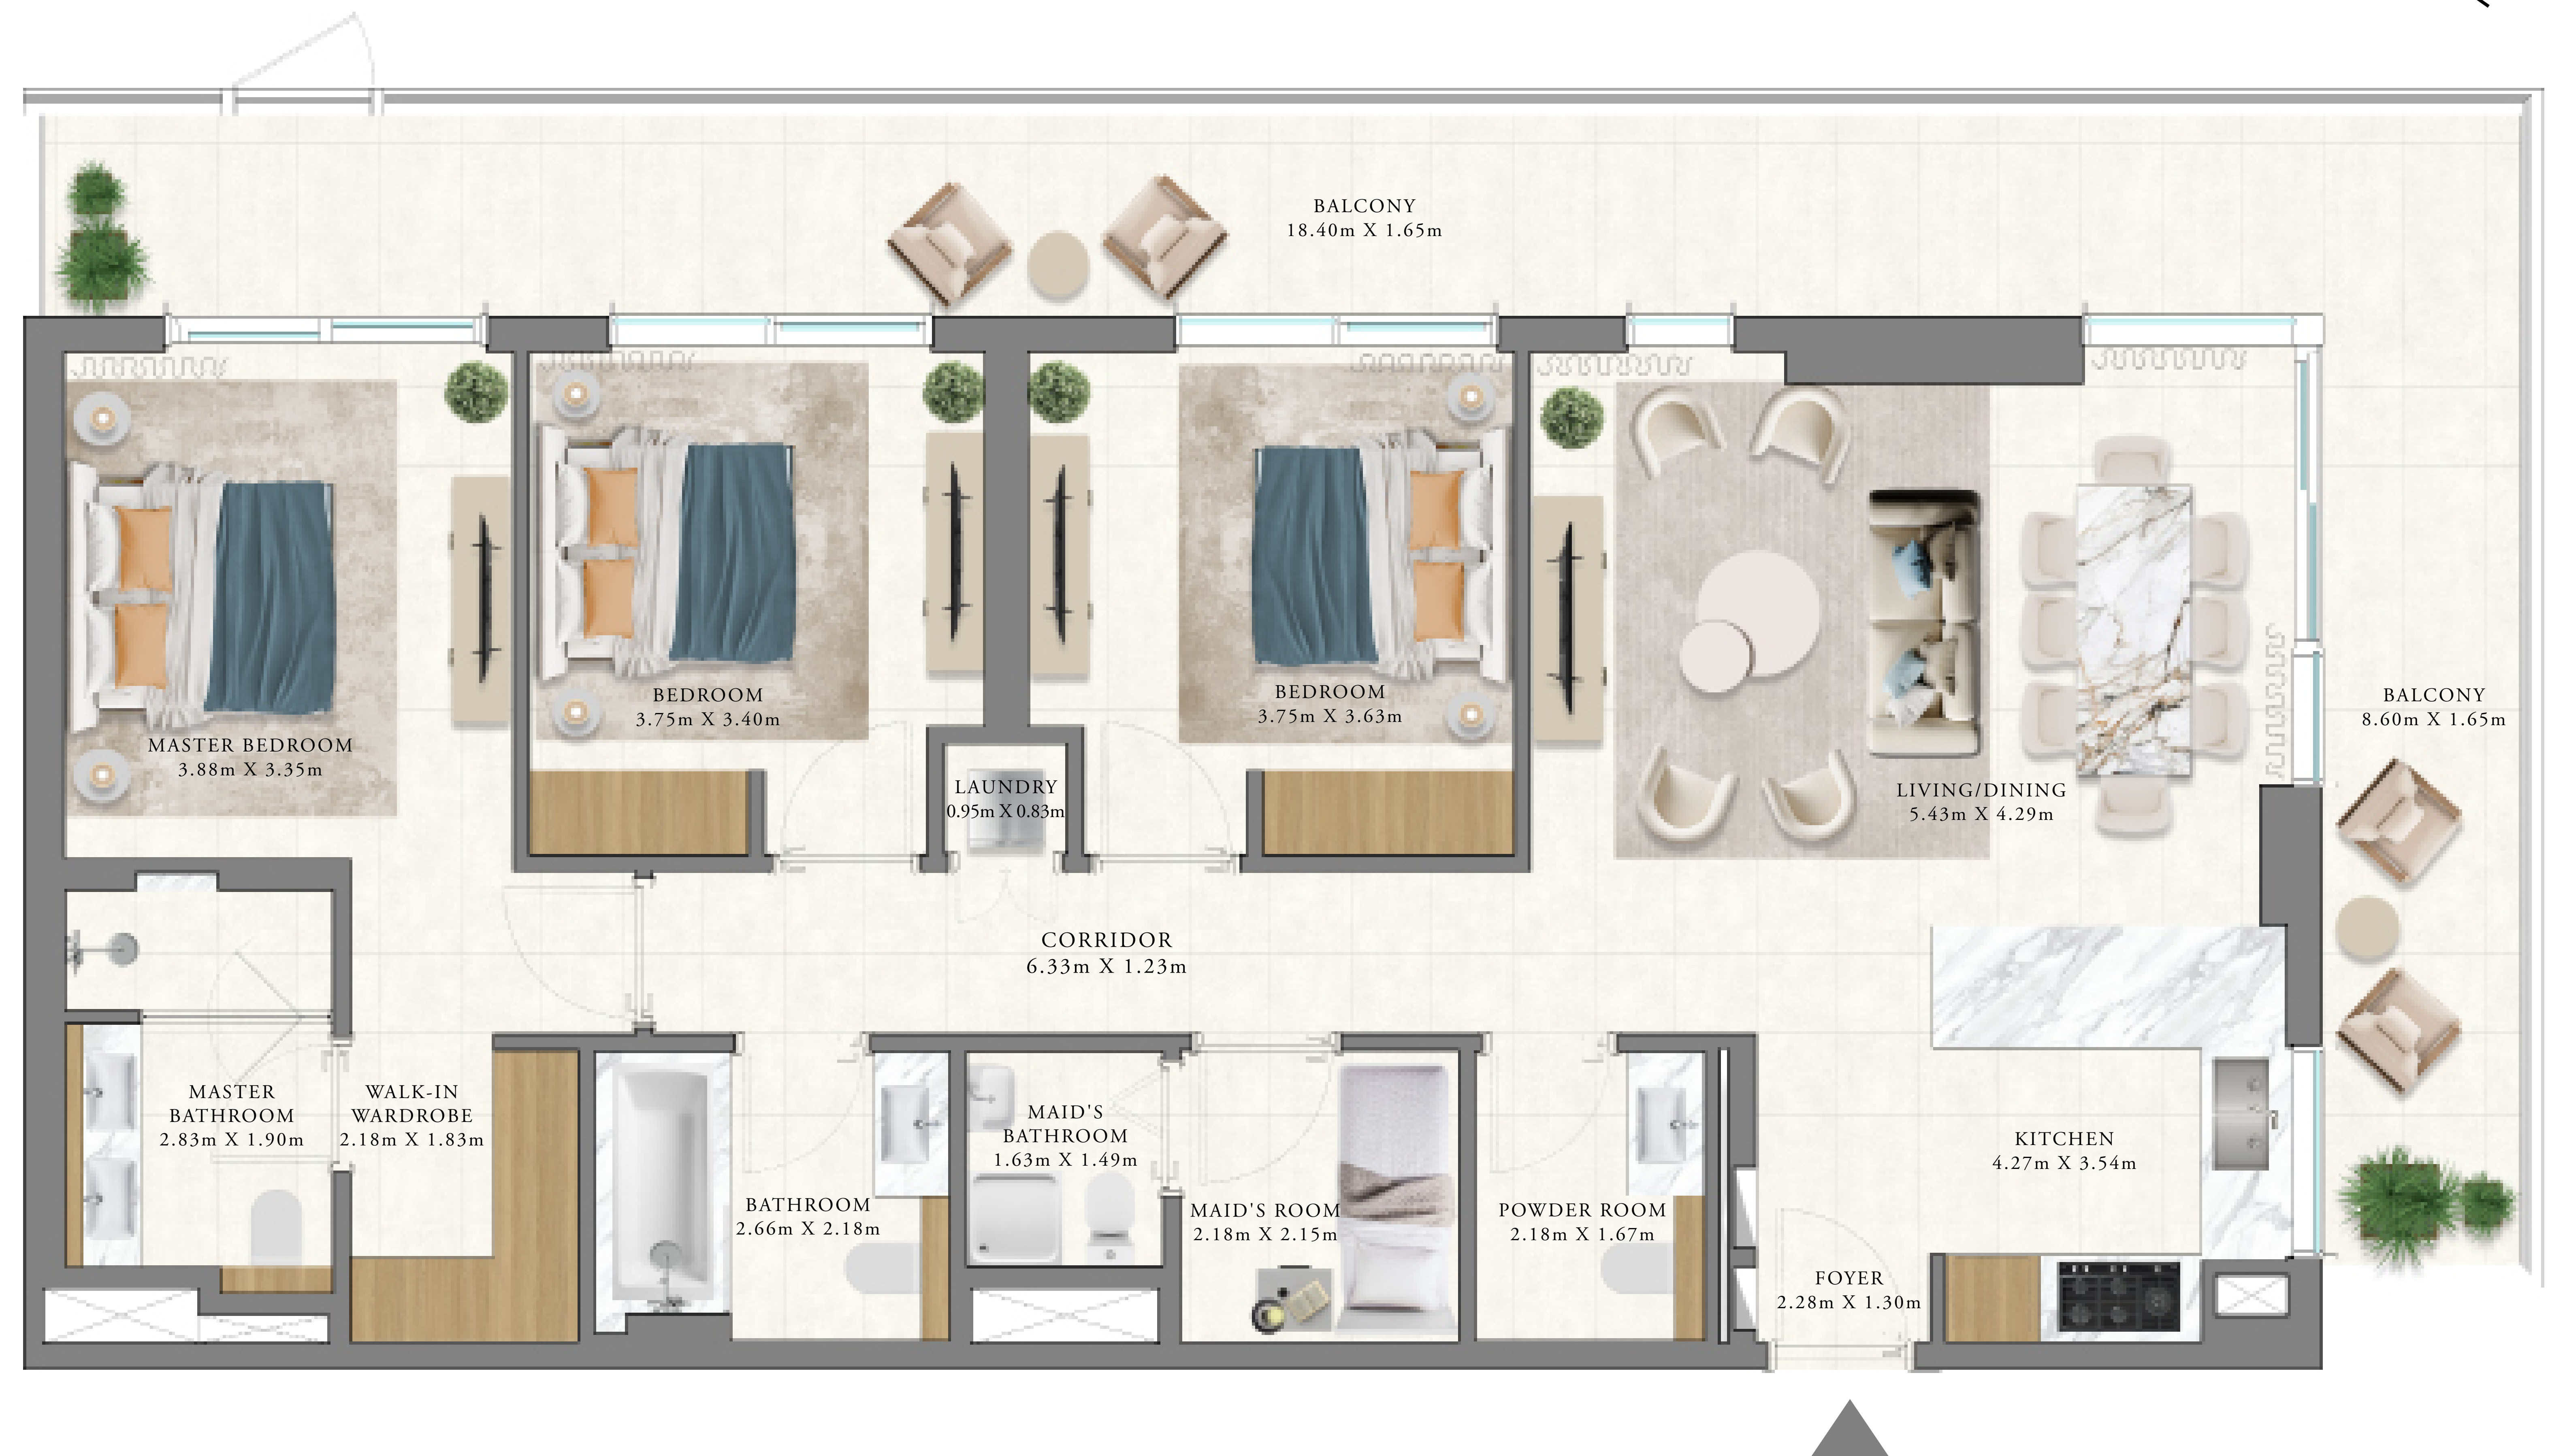 BALCONY
18.40m X 1.65m
BEDROOM
3.75m X 3.40m
BEDROOM
3.75m X 3.63m
BALCONY
8.60m X 1.65m
MASTER BEDROOM
3.88m X 3.35m
LAUNDRY
0.95m X 0.83m
LIVING/DINING
5.43m X 4.29m
CORRIDOR
6.33m X 1.23m
MASTER
BATHROOM
2.83m X 1.90m
WALK-IN
WARDROBE
2.18m X 1.83m
MAID'S
BATHROOM
1.63m X 1.49m
KITCHEN
4.27m X 3.54m
BATHROOM
2.66m X 2.18m
MAID'S ROOM
2.18m X 2.15m
POWDER ROOM
2.18m X 1.67m
FOYER
2.28m X 1.30m